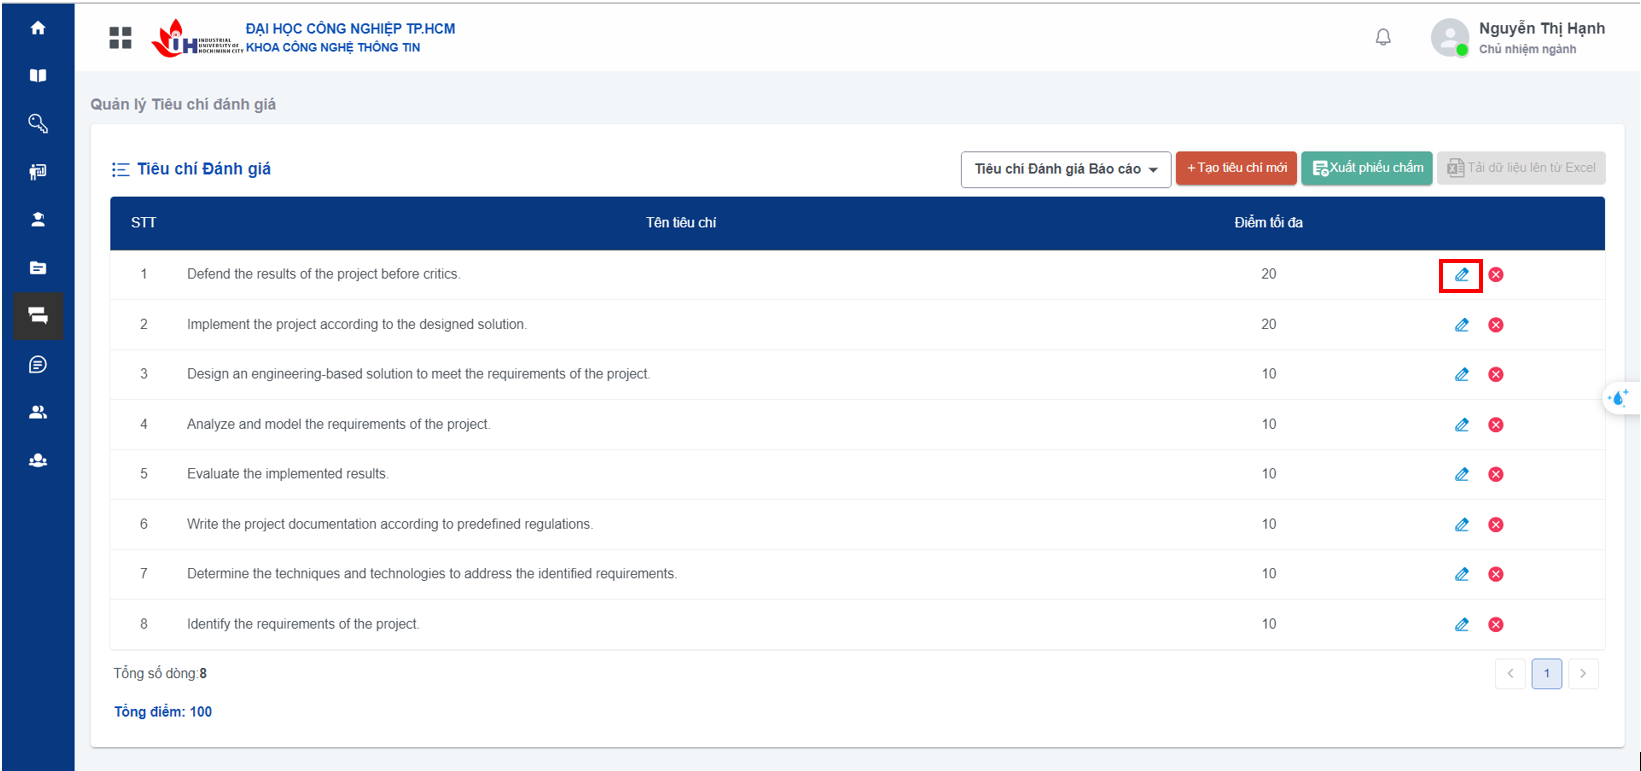 INDUSTRIAL
UNIVERSITY OF
HOCHIMINH CITY
ĐẠI HỌC CÔNG NGHIỆP TP.HCM
KHOA CÔNG NGHỆ THÔNG TIN
Nguyễn Thị Hạnh
Chủ nhiệm ngành
Quản lý Tiêu chí đánh giá
Tiêu chí Đánh giá
Tiêu chí Đánh giá Báo cáo
+ Tạo tiêu chí mới
Xuất phiếu chấm
Tải dữ liệu lên từ Excel
STT Tên tiêu chí Điểm tối đa
1 Defend the results of the project before critics. 20
2 Implement the project according to the designed solution. 20
3 Design an engineering-based solution to meet the requirements of the project. 10
4 Analyze and model the requirements of the project. 10
5 Evaluate the implemented results. 10
6 Write the project documentation according to predefined regulations. 10
7 Determine the techniques and technologies to address the identified requirements. 10
8 Identify the requirements of the project. 10
Tổng số dòng:8
1
Tổng điểm: 100